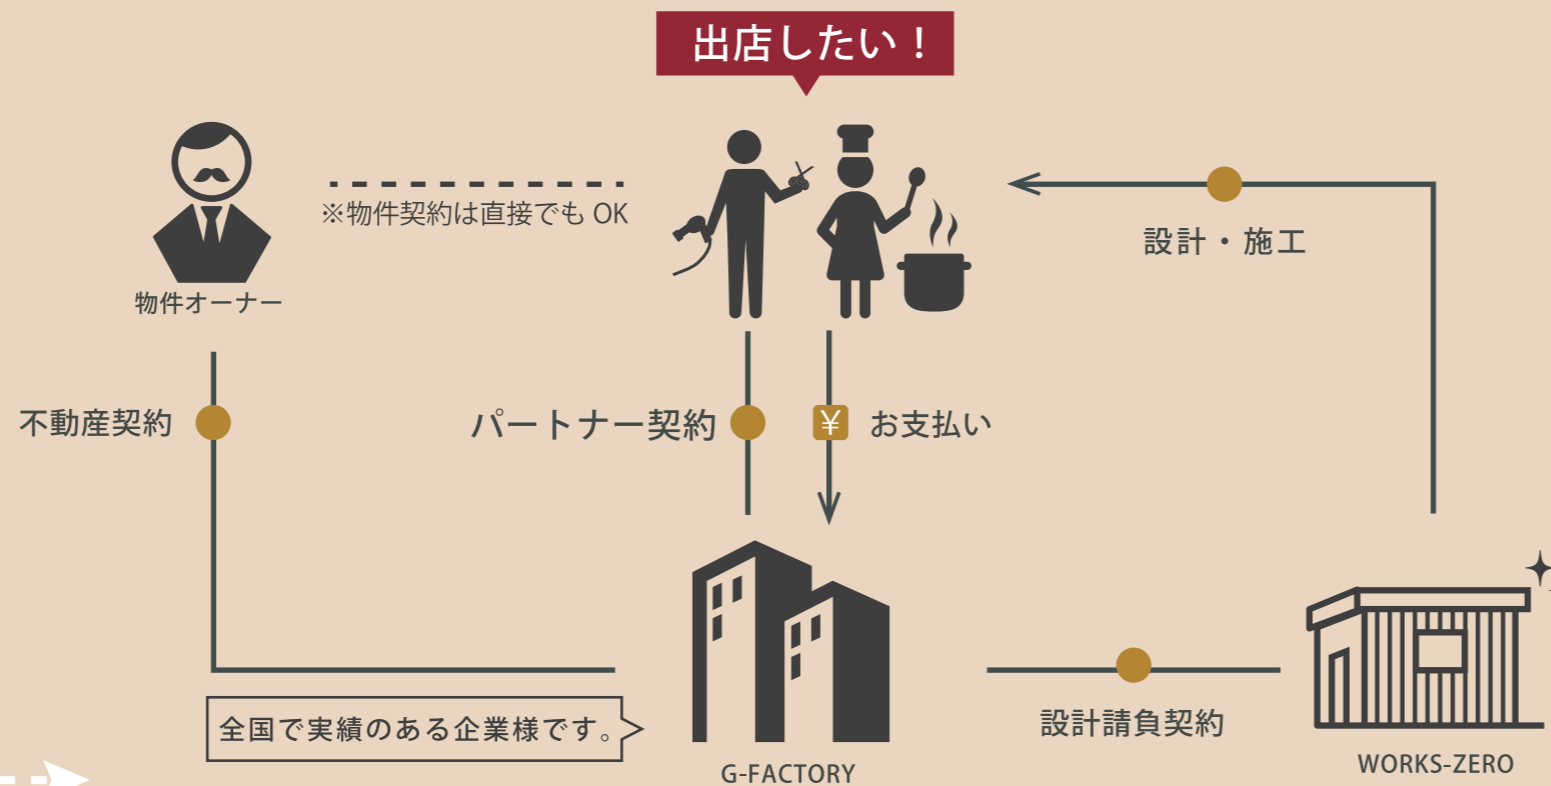 出店したい！
※物件契約は直接でも OK
設計・施工
物件オーナー
不動産契約
パートナー契約
¥
お支払い
全国で実績のある企業様です。
設計請負契約
G-FACTORY
WORKS-ZERO